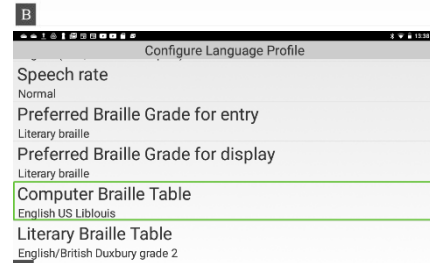 B
13:38
Configure Language Profile
Speech rate
Normal
Preferred Braille Grade for entry
Literary braille
Preferred Braille Grade for display
Literary braille
Computer Braille Table
English US Liblouis
Literary Braille Table
English/British Duxbury grade 2